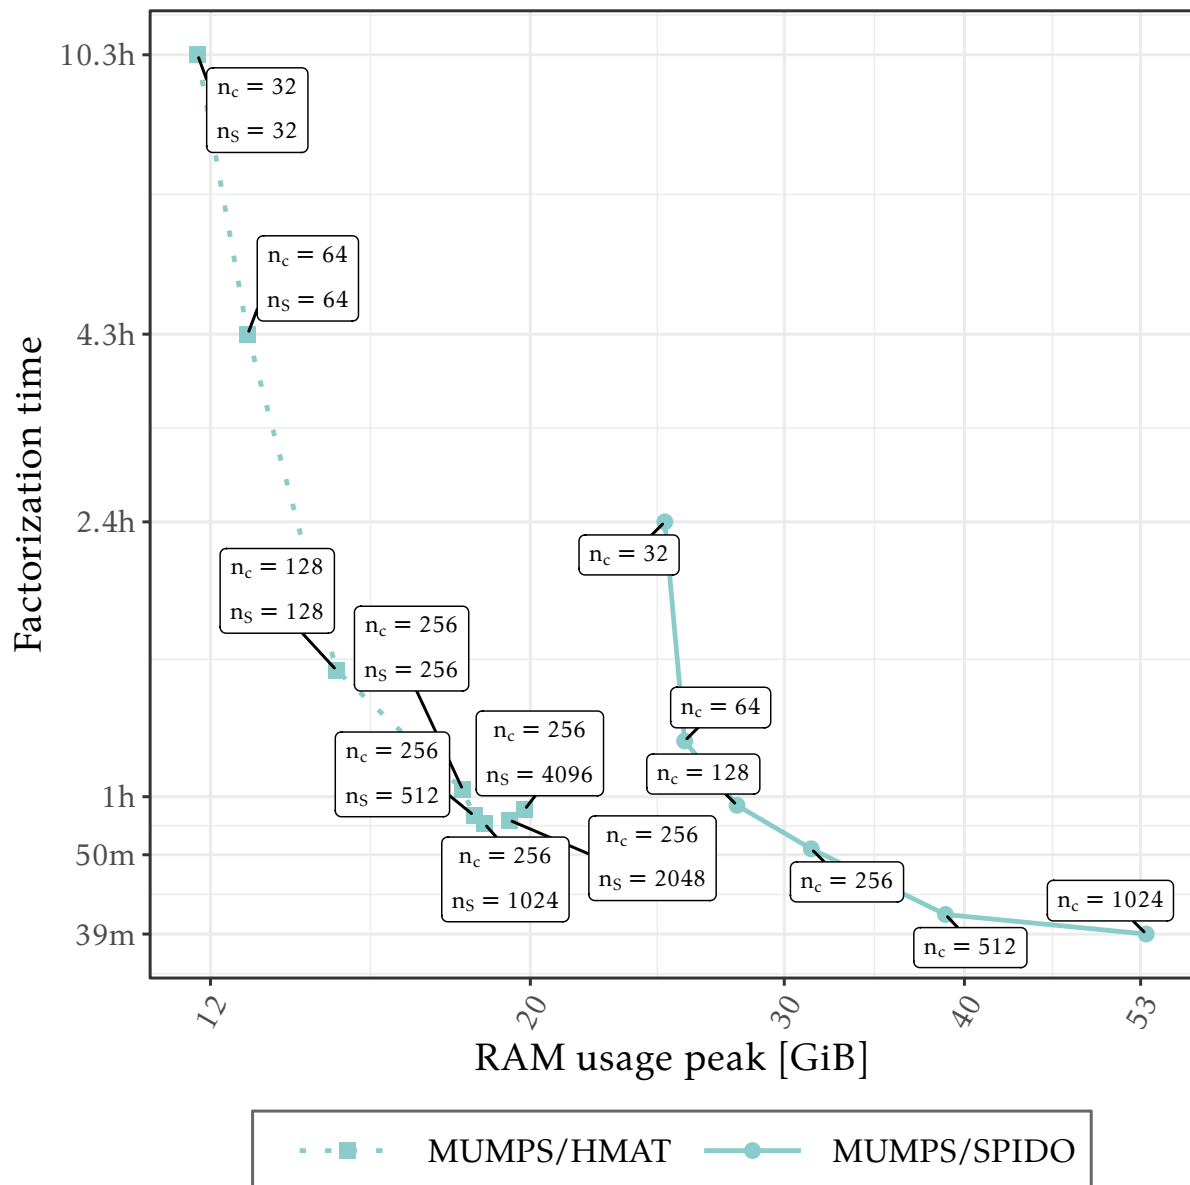 10.3h
n_c = 32
n_S = 32
n_c = 64
n_S = 64
4.3h
Factorization time
2.4h
n_c = 32
n_c = 128
n_S = 128
n_c = 256
n_S = 256
n_c = 64
n_c = 256
n_S = 4096
n_c = 256
n_S = 512
n_c = 128
1h
n_c = 256
n_S = 2048
50m
n_c = 256
n_S = 1024
n_c = 256
n_c = 1024
39m
n_c = 512
12
20
30
40
53
RAM usage peak [GiB]
MUMPS/HMAT
MUMPS/SPIDO